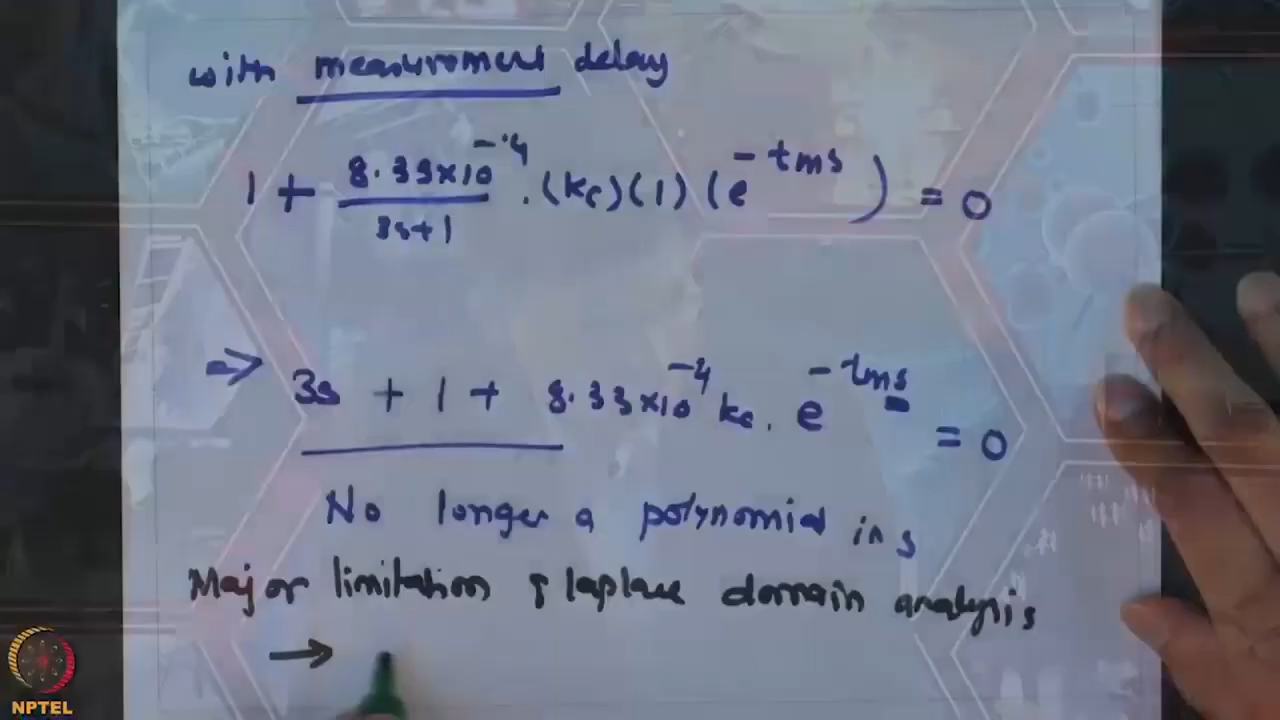 with measurement delay
1 + 8.33×10^-4 / 3s+1 . (kc)(1)(e^-tms) = 0
⇒ 3s + 1 + 8.33×10^-4 kc. e^-tms = 0
No longer a polynomial in s
Major limitation of laplace domain analysis
→
NPTEL